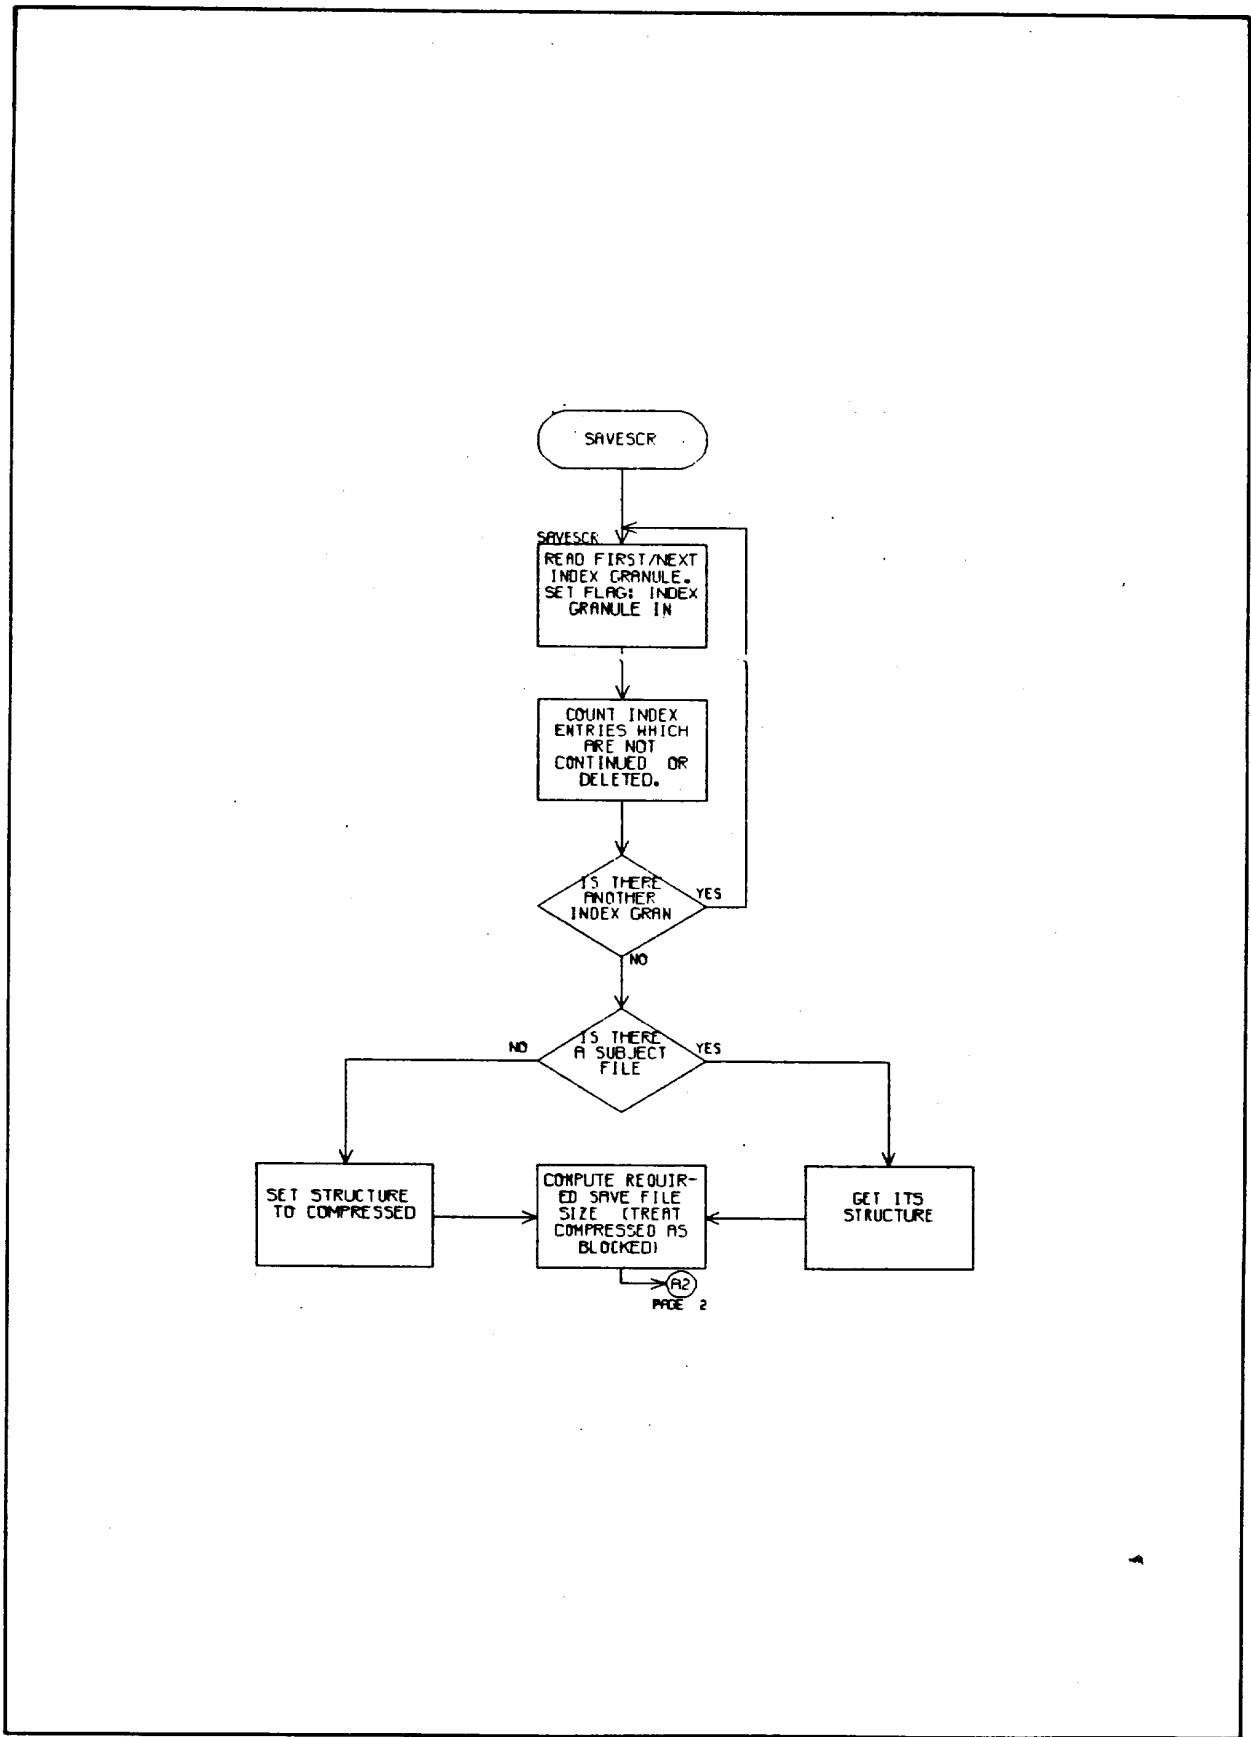 SAVESCR
SAVESCR
READ FIRST/NEXT
INDEX GRANULE.
SET FLAG: INDEX
GRANULE IN
COUNT INDEX
ENTRIES WHICH
ARE NOT
CONTINUED OR
DELETED.
IS THERE
ANOTHER
INDEX GRAN
YES
NO
IS THERE
A SUBJECT
FILE
NO
YES
SET STRUCTURE
TO COMPRESSED
COMPUTE REQUIR-
ED SAVE FILE
SIZE (TREAT
COMPRESSED AS
BLOCKED)
GET ITS
STRUCTURE
A2
PAGE 2